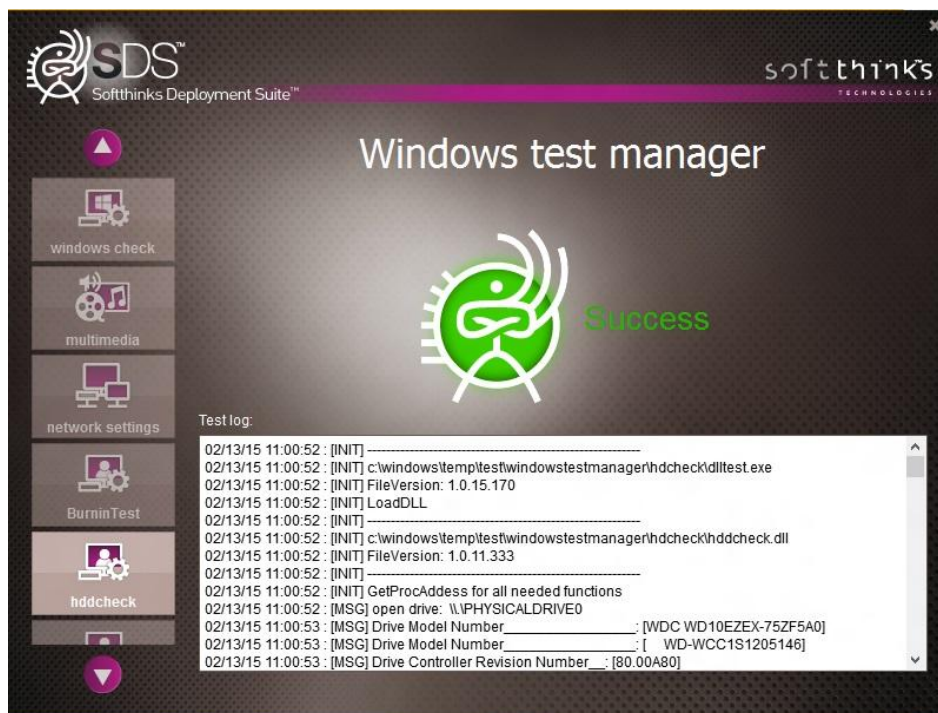 SDS™
Softthinks Deployment Suite™
softthinks
TECHNOLOGIES
Windows test manager
windows check
multimedia
network settings
BurninTest
hddcheck
Success
Test log:
02/13/15 11:00:52 : [INIT] ---------------------------------------------------------
02/13/15 11:00:52 : [INIT] c:\windows\temp\test\windowstestmanager\hdcheck\dlltest.exe
02/13/15 11:00:52 : [INIT] FileVersion: 1.0.15.170
02/13/15 11:00:52 : [INIT] LoadDLL
02/13/15 11:00:52 : [INIT] ---------------------------------------------------------
02/13/15 11:00:52 : [INIT] c:\windows\temp\test\windowstestmanager\hdcheck\hddcheck.dll
02/13/15 11:00:52 : [INIT] FileVersion: 1.0.11.333
02/13/15 11:00:52 : [INIT] ---------------------------------------------------------
02/13/15 11:00:52 : [INIT] GetProcAddess for all needed functions
02/13/15 11:00:52 : [MSG] open drive: \\.\PHYSICALDRIVE0
02/13/15 11:00:53 : [MSG] Drive Model Number____________________: [WDC WD10EZEX-75ZF5A0]
02/13/15 11:00:53 : [MSG] Drive Model Number____________________: [ WD-WCC1S1205146]
02/13/15 11:00:53 : [MSG] Drive Controller Revision Number__: [80.00A80]